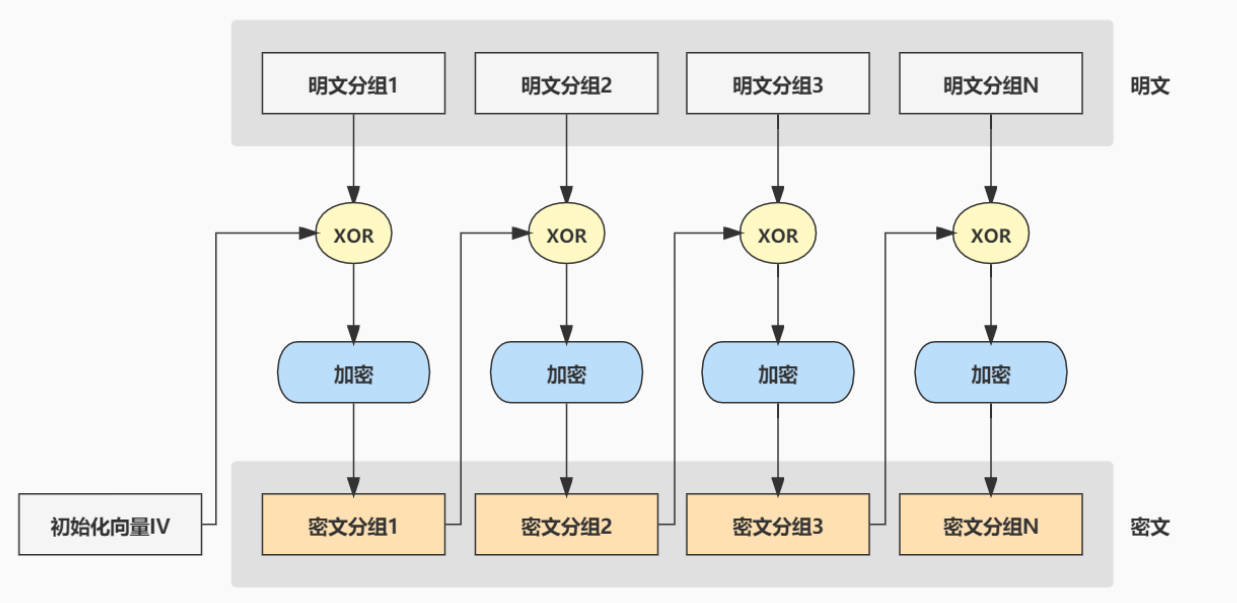 明文分组1
明文分组2
明文分组3
明文分组N
明文
XOR
XOR
XOR
XOR
加密
加密
加密
加密
初始化向量IV
密文分组1
密文分组2
密文分组3
密文分组N
密文